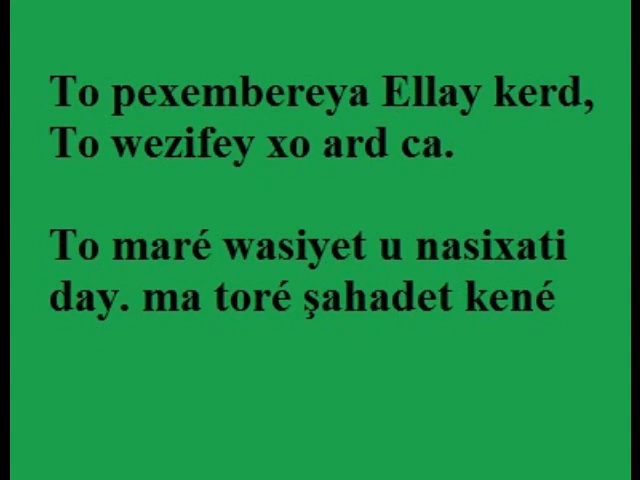 To pexembereya Ellay kerd,
To wezifey xo ard ca.
To maré wasiyet u nasixati
day. ma toré şahadet kené